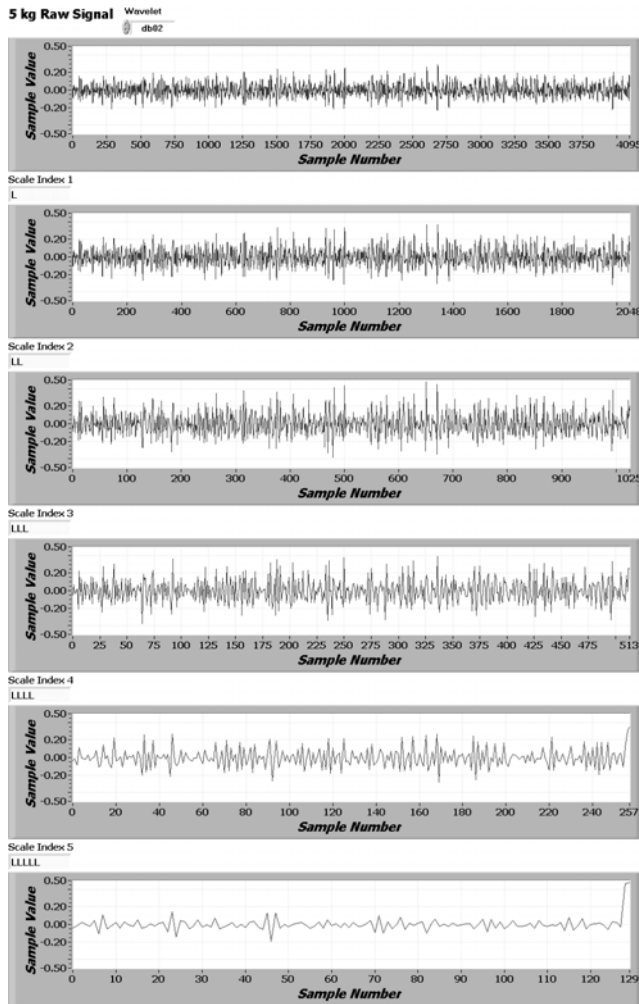 5 kg Raw Signal Wavelet
db02
0.50
0.20
0.00
-0.20
-0.50
Sample Value
0 250 500 750 1000 1250 1500 1750 2000 2250 2500 2750 3000 3250 3500 3750 4095
Sample Number
Scale Index 1
L
0.50
0.20
0.00
-0.20
-0.50
Sample Value
0 200 400 600 800 1000 1200 1400 1600 1800 2048
Sample Number
Scale Index 2
LL
0.50
0.20
0.00
-0.20
-0.50
Sample Value
0 100 200 300 400 500 600 700 800 900 1025
Sample Number
Scale Index 3
LLL
0.50
0.20
0.00
-0.20
-0.50
Sample Value
0 25 50 75 100 125 150 175 200 225 250 275 300 325 350 375 400 425 450 475 513
Sample Number
Scale Index 4
LLLL
0.50
0.20
0.00
-0.20
-0.50
Sample Value
0 20 40 60 80 100 120 140 160 180 200 220 240 257
Sample Number
Scale Index 5
LLLLL
0.50
0.20
0.00
-0.20
-0.50
Sample Value
0 10 20 30 40 50 60 70 80 90 100 110 129
Sample Number